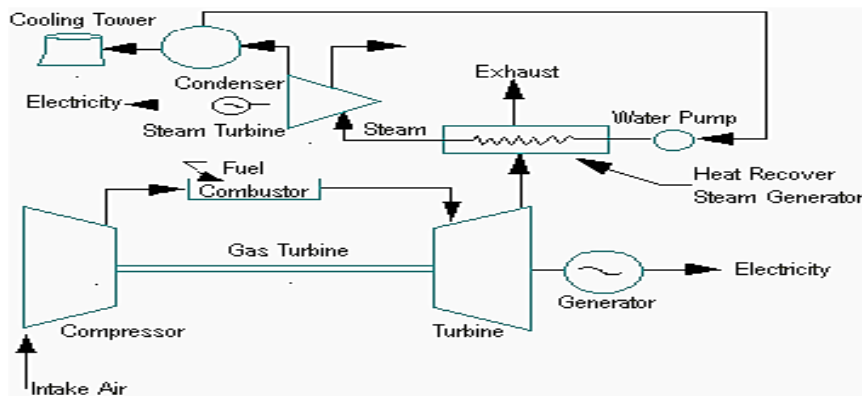 Cooling Tower
Condenser
Electricity
Steam Turbine
Steam
Exhaust
Water Pump
Heat Recover
Steam Generator
Fuel
Combustor
Gas Turbine
Compressor
Turbine
Generator
Electricity
Intake Air